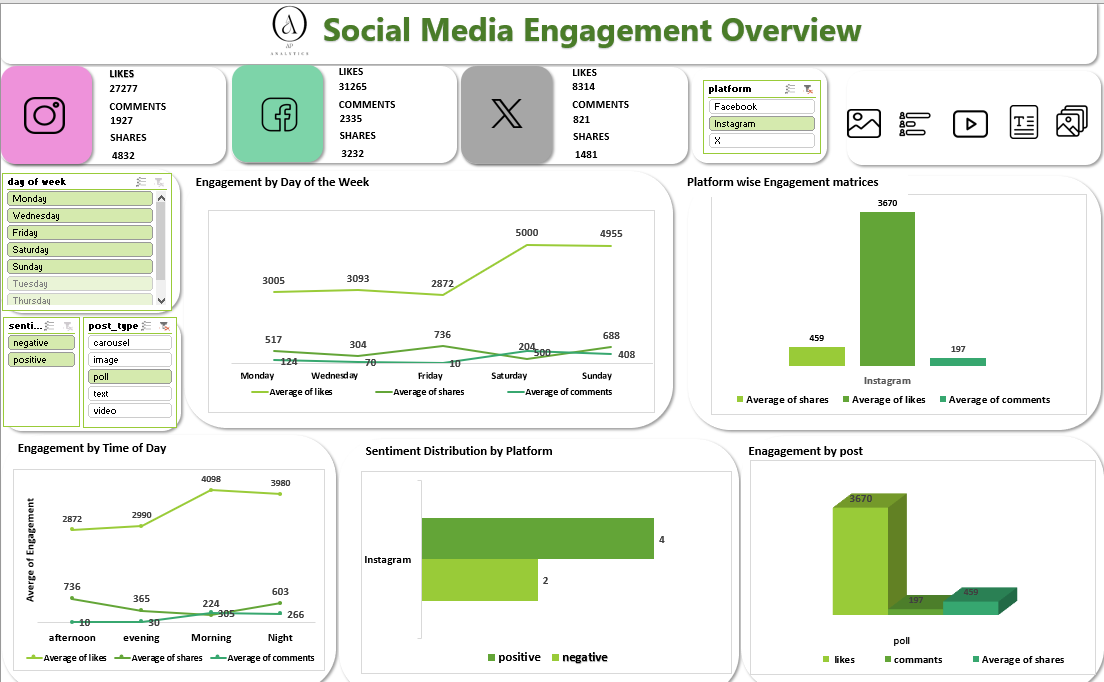 AP
ANALYTICS
Social Media Engagement Overview
LIKES
27277
COMMENTS
1927
SHARES
4832
LIKES
31265
COMMENTS
2335
SHARES
3232
LIKES
8314
COMMENTS
821
SHARES
1481
platform
Facebook
Instagram
X
day of week
Monday
Wednesday
Friday
Saturday
Sunday
Tuesday
Thursday
senti...
negative
positive
post_type
carousel
image
poll
text
video
Engagement by Day of the Week
5000
4955
3005
3093
2872
517
304
736
204
500
688
124
70
10
408
Monday
Wednesday
Friday
Saturday
Sunday
Average of likes
Average of shares
Average of comments
Platform wise Engagement matrices
3670
459
197
Instagram
Average of shares
Average of likes
Average of comments
Engagement by Time of Day
Averge of Engagement
2872
2990
4098
3980
736
365
224
305
603
10
30
266
afternoon
evening
Morning
Night
Average of likes
Average of shares
Average of comments
Sentiment Distribution by Platform
Instagram
4
2
positive
negative
Enagagement by post
3670
197
459
poll
likes
commants
Average of shares